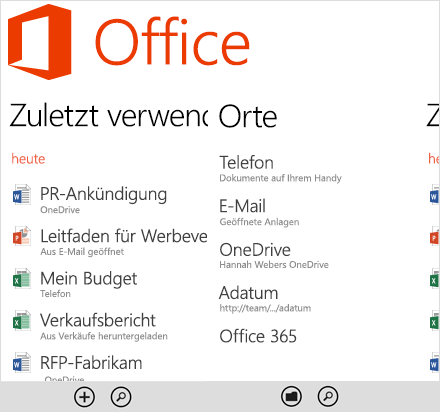 Office
Zuletzt verwend
heute
PR-Ankündigung
OneDrive
Leitfaden für Werbeve
Aus E-Mail geöffnet
Mein Budget
Telefon
Verkaufsbericht
Aus Verkäufe heruntergeladen
RFP-Fabrikam
OneDrive
Orte
Telefon
Dokumente auf Ihrem Handy
E-Mail
Geöffnete Anlagen
OneDrive
Hannah Webers OneDrive
Adatum
http://team/.../adatum
Office 365
Z
heute